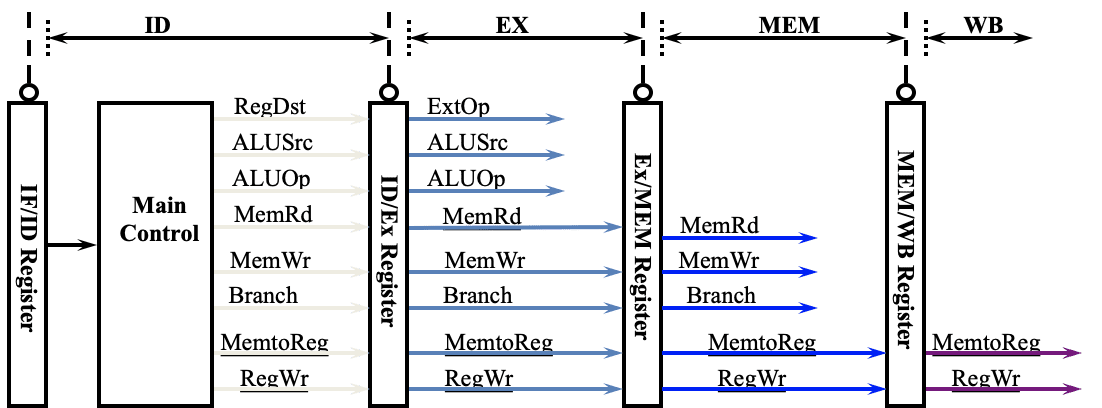 ID
EX
MEM
WB
IF/ID Register
Main
Control
RegDst
ALUSrc
ALUOp
MemRd
MemWr
Branch
MemtoReg
RegWr
ID/Ex Register
ExtOp
ALUSrc
ALUOp
MemRd
MemWr
Branch
MemtoReg
RegWr
Ex/MEM Register
MemRd
MemWr
Branch
MemtoReg
RegWr
MEM/WB Register
MemtoReg
RegWr